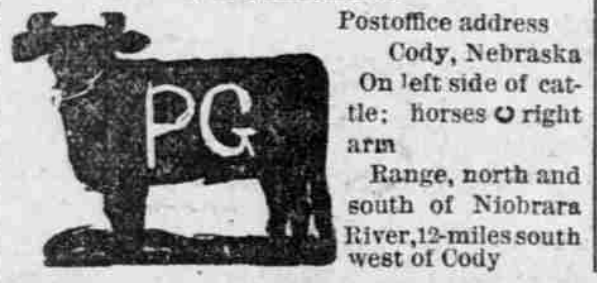 PG
Postoffice address
Cody, Nebraska
On left side of cat-
tle; horses right
arm
Range, north and
south of Niobrara
River, 12-miles south
west of Cody